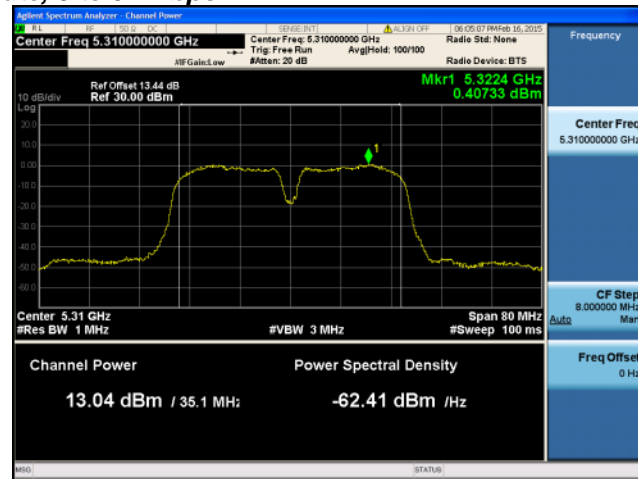 Agilent Spectrum Analyzer - Channel Power
RL RF 50 Ω DC SENSE:INT ALIGN OFF 06:05:07 PMFeb 16, 2015
Center Freq 5.310000000 GHz
Center Freq: 5.310000000 GHz
Radio Std: None
Trig: Free Run Avg|Hold: 100/100
#IFGain:Low #Atten: 20 dB Radio Device: BTS
Frequency
Ref Offset 13.44 dB
Mkr1 5.3224 GHz
10 dB/div Ref 30.00 dBm
0.40733 dBm
Log
20.0
10.0
0.00
-10.0
-20.0
-30.0
-40.0
-50.0
-60.0
1
Center Freq
5.310000000 GHz
Center 5.31 GHz Span 80 MHz
#Res BW 1 MHz #VBW 3 MHz #Sweep 100 ms
CF Step
8.000000 MHz
Auto Man
Channel Power Power Spectral Density
13.04 dBm / 35.1 MHz -62.41 dBm /Hz
Freq Offset
0 Hz
MSG STATUS